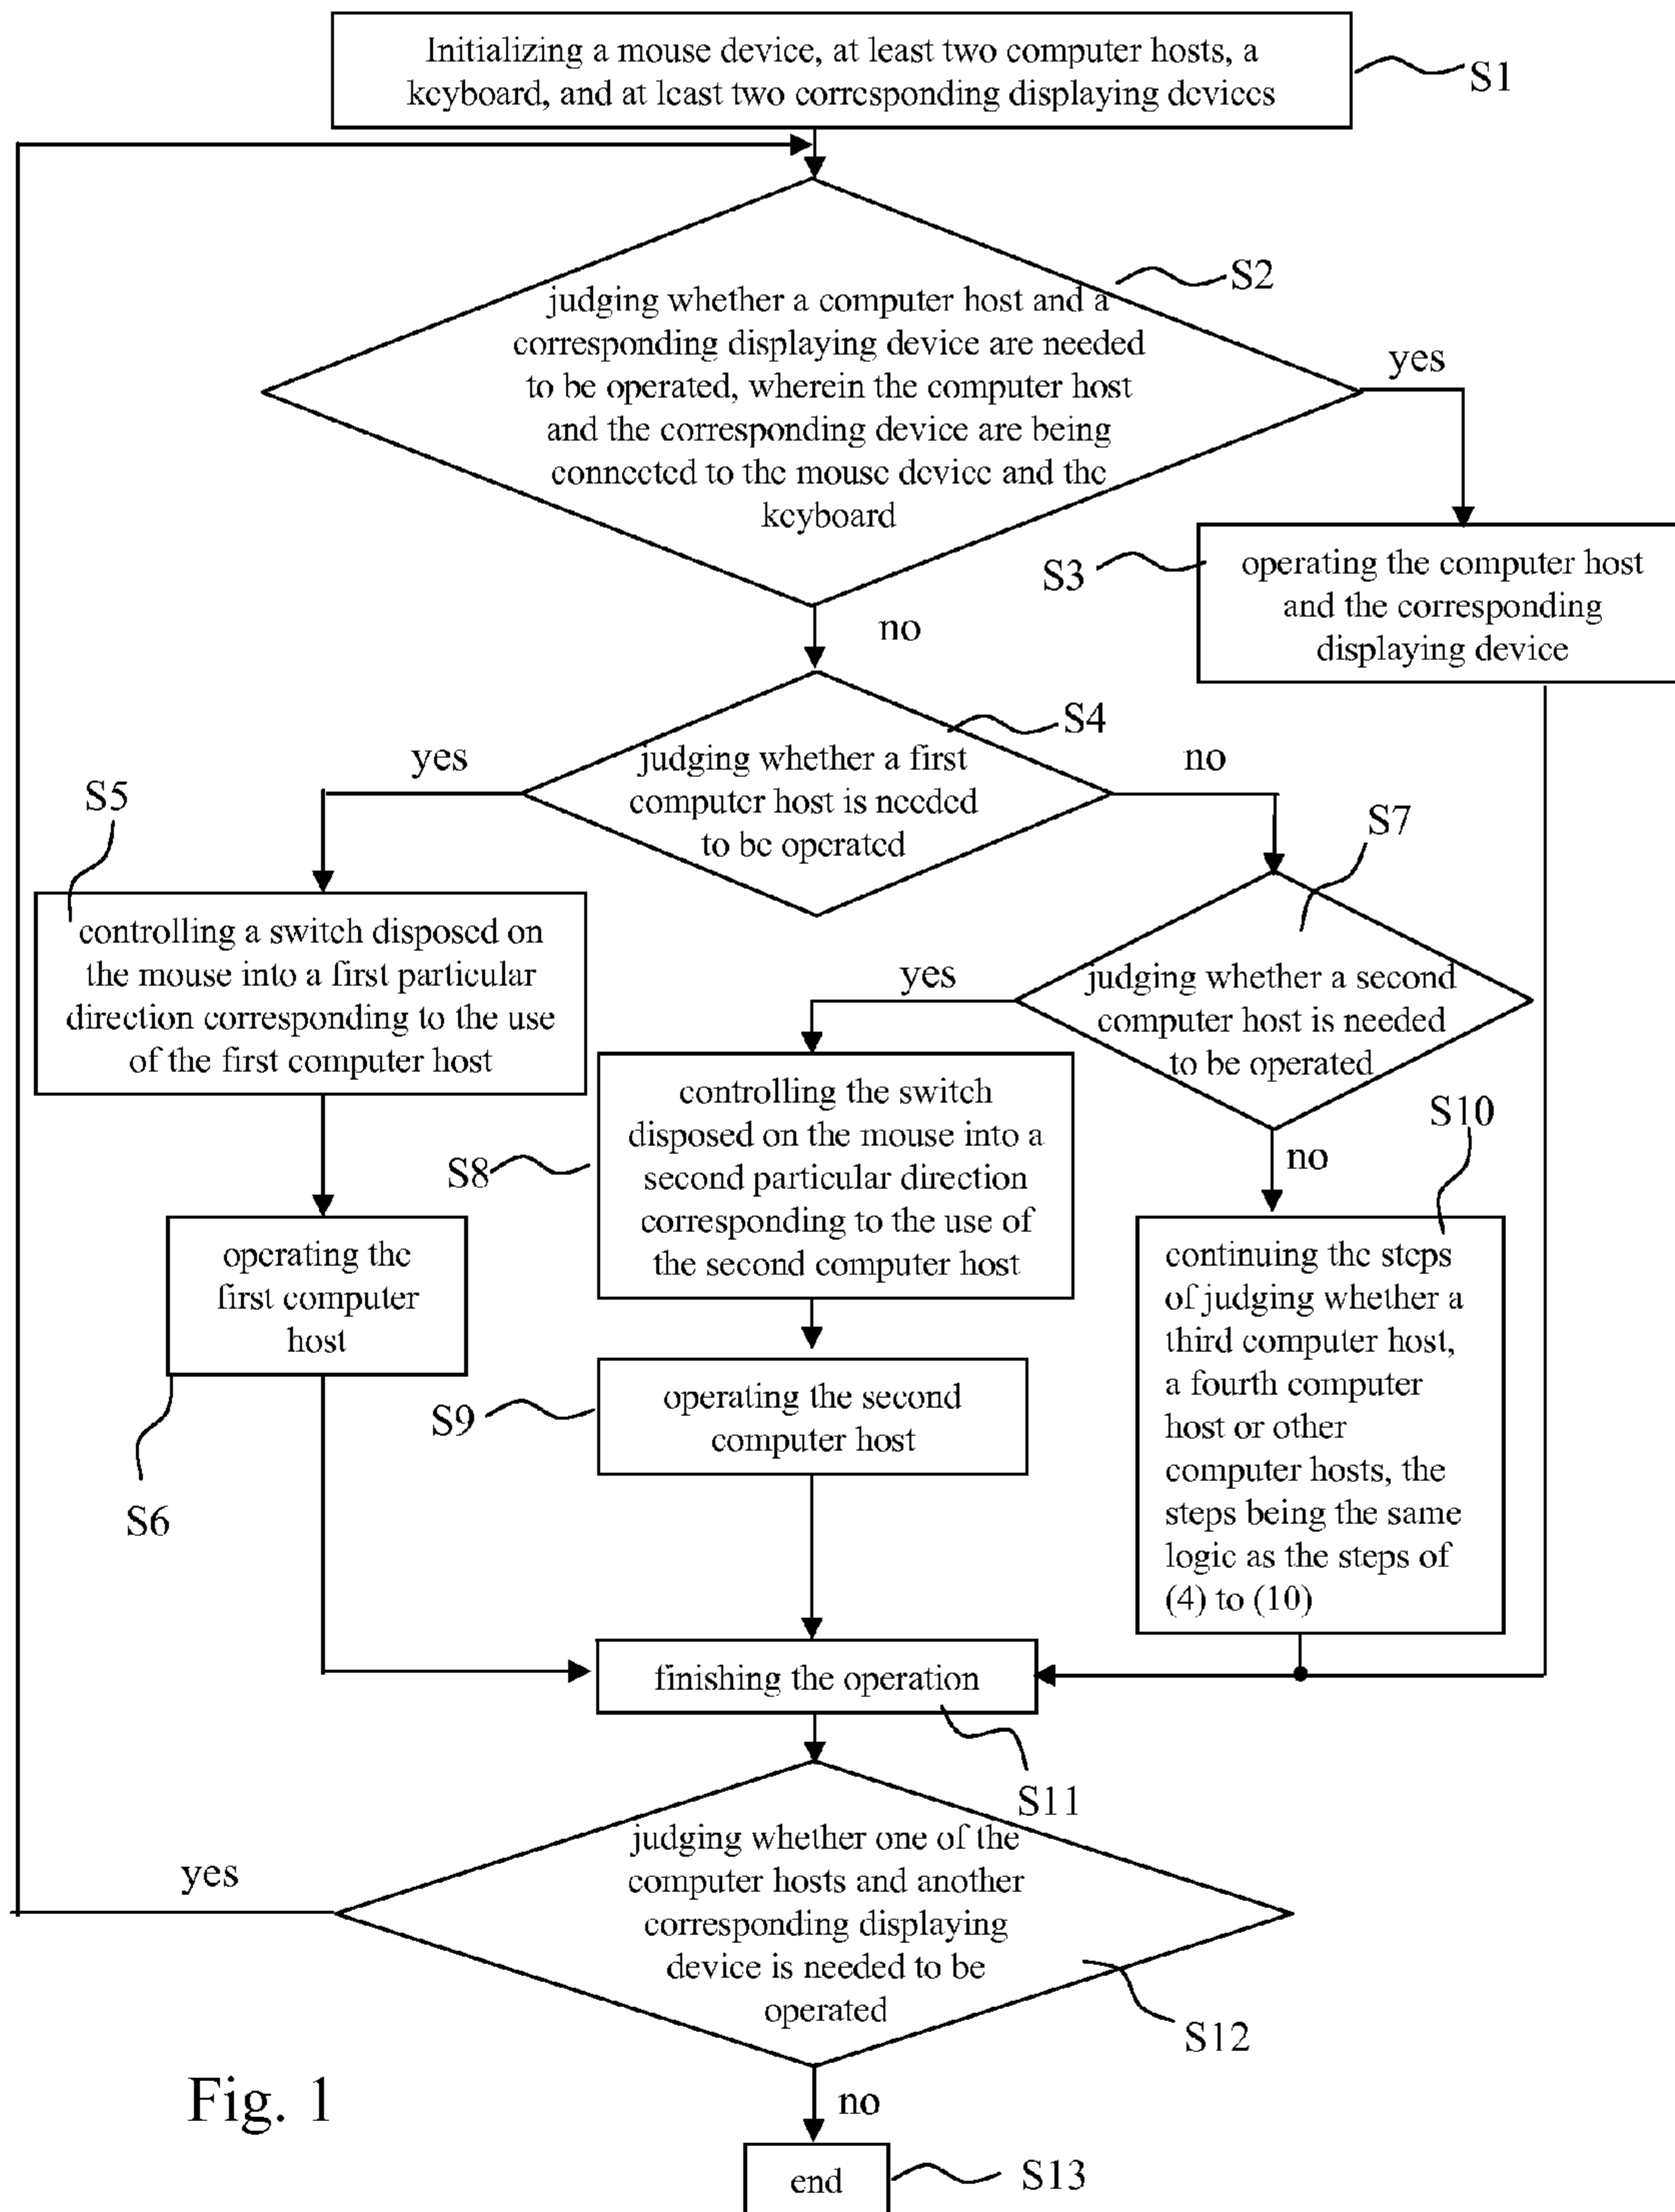 Initializing a mouse device, at least two computer hosts, a
keyboard, and at least two corresponding displaying devices
S1
S2
judging whether a computer host and a
corresponding displaying device are needed
to be operated, wherein the computer host
and the corresponding device are being
connected to the mouse device and the
keyboard
yes
S3
operating the computer host
and the corresponding
displaying device
no
S4
judging whether a first
computer host is needed
to be operated
yes
no
S5
controlling a switch disposed on
the mouse into a first particular
direction corresponding to the use
of the first computer host
S7
judging whether a second
computer host is needed
to be operated
yes
S8
controlling the switch
disposed on the mouse into a
second particular direction
corresponding to the use of
the second computer host
no
S10
operating the
first computer
host
S6
S9
operating the second
computer host
continuing the steps
of judging whether a
third computer host,
a fourth computer
host or other
computer hosts, the
steps being the same
logic as the steps of
(4) to (10)
finishing the operation
S11
judging whether one of the
computer hosts and another
corresponding displaying
device is needed to be
operated
yes
S12
no
Fig. 1
end
S13